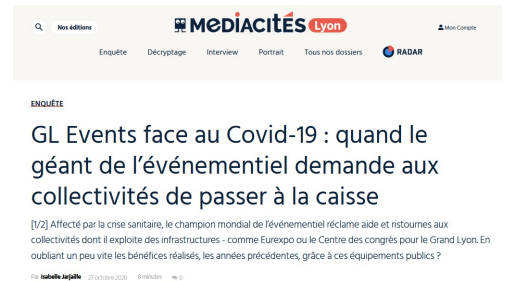 Nos éditions
MEDIACITÉS Lyon
Mon Compte
Enquête Décryptage Interview Portrait Tous nos dossiers RADAR
ENQUÊTE
GL Events face au Covid-19 : quand le
géant de l’événementiel demande aux
collectivités de passer à la caisse
[1/2] Affecté par la crise sanitaire, le champion mondial de l'événementiel réclame aide et ristournes aux
collectivités dont il exploite des infrastructures - comme Eurexpo ou le Centre des congrès pour le Grand Lyon. En
oubliant un peu vite les bénéfices réalisés, les années précédentes, grâce à ces équipements publics ?
Par Isabelle Jarjaille - 27 octobre 2020 8 minutes 0